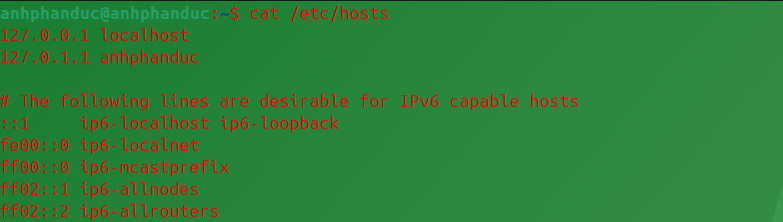 anhphanduc@anhphanduc:~$ cat /etc/hosts
127.0.0.1 localhost
127.0.1.1 anhphanduc

# The following lines are desirable for IPv6 capable hosts
::1     ip6-localhost ip6-loopback
fe00::0 ip6-localnet
ff00::0 ip6-mcastprefix
ff02::1 ip6-allnodes
ff02::2 ip6-allrouters